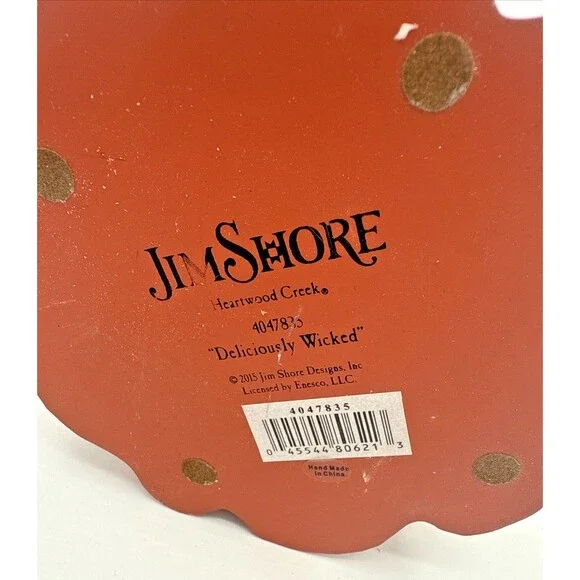 JIM SHORE
Heartwood Creek®
4047835
"Deliciously Wicked"
© 2015 Jim Shore Designs, Inc
Licensed by Enesco, LLC.
4047835
0 45544 80621 3
Hand Made
in China